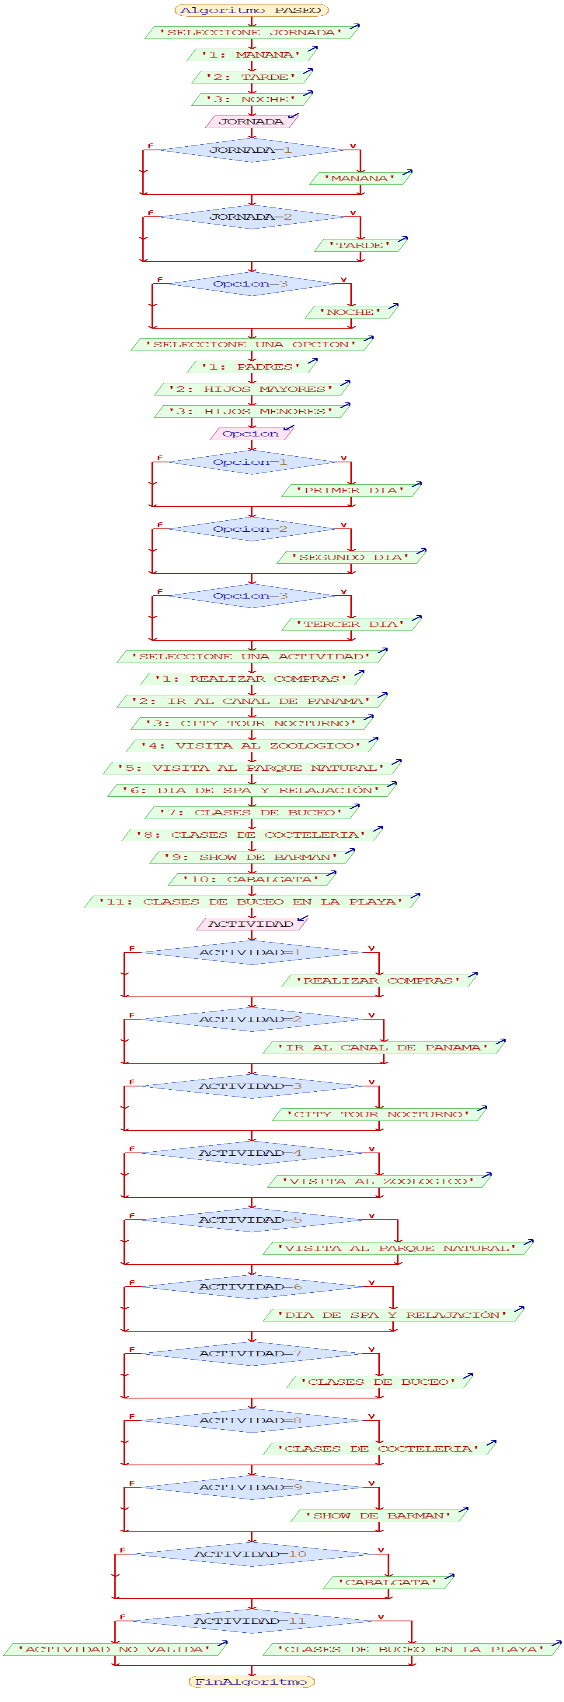 Algoritmo PASEO
'SELECCIONE JORNADA'
'1: MANANA'
'2: TARDE'
'3: NOCHE'
JORNADA
F JORNADA=1 V
'MANANA'
F JORNADA=2 V
'TARDE'
F Opcion=3 V
'NOCHE'
'SELECCIONE UNA OPCION'
'1: PADRES'
'2: HIJOS MAYORES'
'3: HIJOS MENORES'
Opcion
F Opcion=1 V
'PRIMER DIA'
F Opcion=2 V
'SEGUNDO DIA'
F Opcion=3 V
'TERCER DIA'
'SELECCIONE UNA ACTIVIDAD'
'1: REALIZAR COMPRAS'
'2: IR AL CANAL DE PANAMA'
'3: CITY TOUR NOCTURNO'
'4: VISITA AL ZOOLOGICO'
'5: VISITA AL PARQUE NATURAL'
'6: DIA DE SPA Y RELAJACIÓN'
'7: CLASES DE BUCEO'
'8: CLASES DE COCTELERIA'
'9: SHOW DE BARMAN'
'10: CABALGATA'
'11: CLASES DE BUCEO EN LA PLAYA'
ACTIVIDAD
F ACTIVIDAD=1 V
'REALIZAR COMPRAS'
F ACTIVIDAD=2 V
'IR AL CANAL DE PANAMA'
F ACTIVIDAD=3 V
'CITY TOUR NOCTURNO'
F ACTIVIDAD=4 V
'VISITA AL ZOOLOGICO'
F ACTIVIDAD=5 V
'VISITA AL PARQUE NATURAL'
F ACTIVIDAD=6 V
'DIA DE SPA Y RELAJACIÓN'
F ACTIVIDAD=7 V
'CLASES DE BUCEO'
F ACTIVIDAD=8 V
'CLASES DE COCTELERIA'
F ACTIVIDAD=9 V
'SHOW DE BARMAN'
F ACTIVIDAD=10 V
'CABALGATA'
F ACTIVIDAD=11 V
'ACTIVIDAD NO VALIDA' 'CLASES DE BUCEO EN LA PLAYA'
FinAlgoritmo